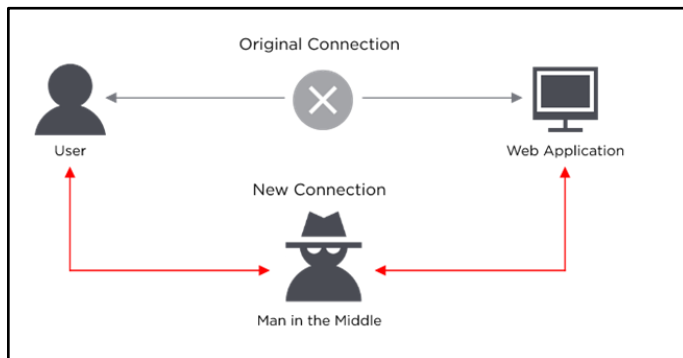 Original Connection
User
Web Application
New Connection
Man in the Middle